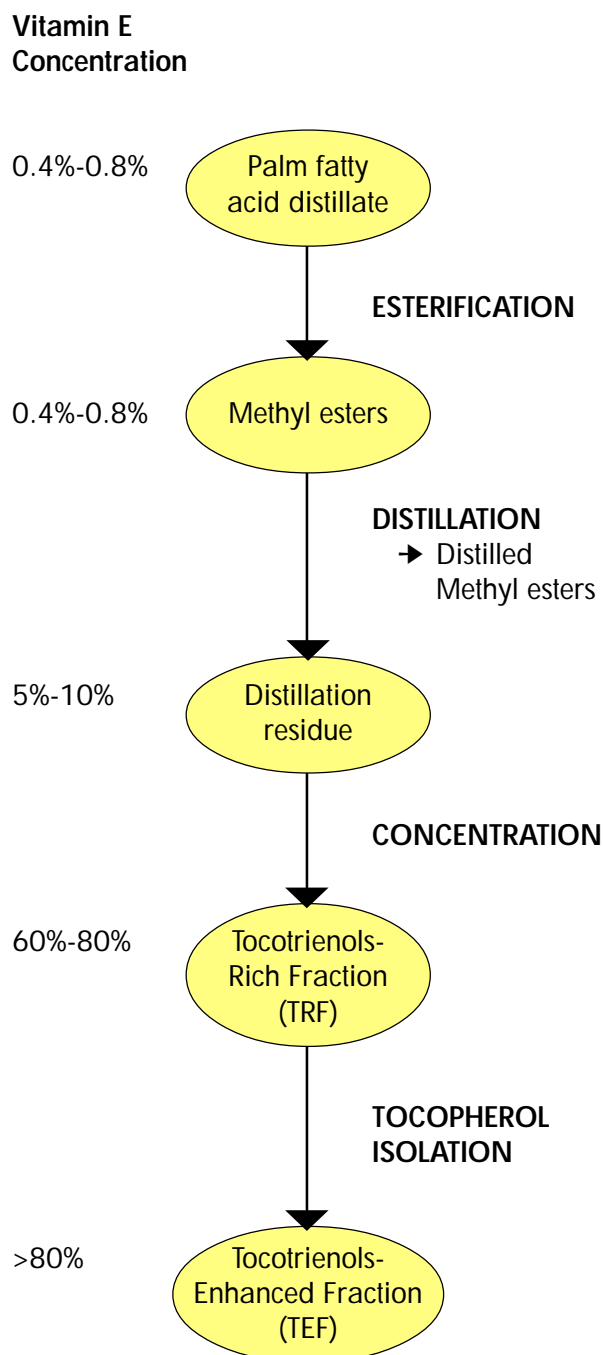 Vitamin E
Concentration
0.4%-0.8%
Palm fatty
acid distillate
ESTERIFICATION
0.4%-0.8%
Methyl esters
DISTILLATION
➔ Distilled
Methyl esters
5%-10%
Distillation
residue
CONCENTRATION
60%-80%
Tocotrienols-
Rich Fraction
(TRF)
TOCOPHEROL
ISOLATION
>80%
Tocotrienols-
Enhanced Fraction
(TEF)